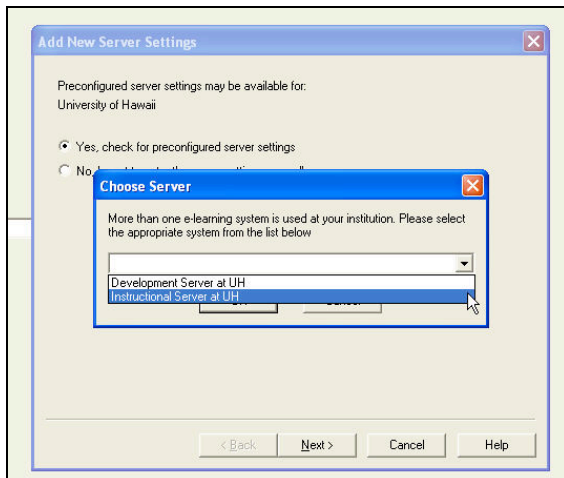 Add New Server Settings
Preconfigured server settings may be available for:
University of Hawaii
Yes, check for preconfigured server settings
No,
Choose Server
More than one e-learning system is used at your institution. Please select
the appropriate system from the list below
Development Server at UH
Instructional Server at UH
< Back Next > Cancel Help